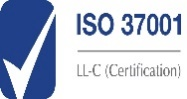 ISO 37001
LL-C (Certification)